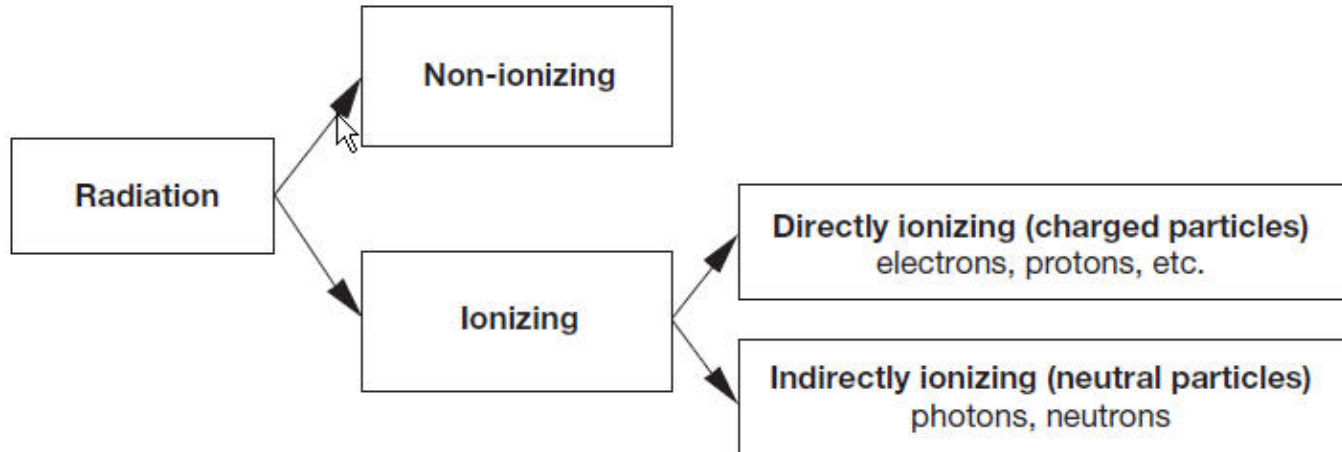 Non-ionizing
Radiation
Directly ionizing (charged particles)
electrons, protons, etc.
Ionizing
Indirectly ionizing (neutral particles)
photons, neutrons